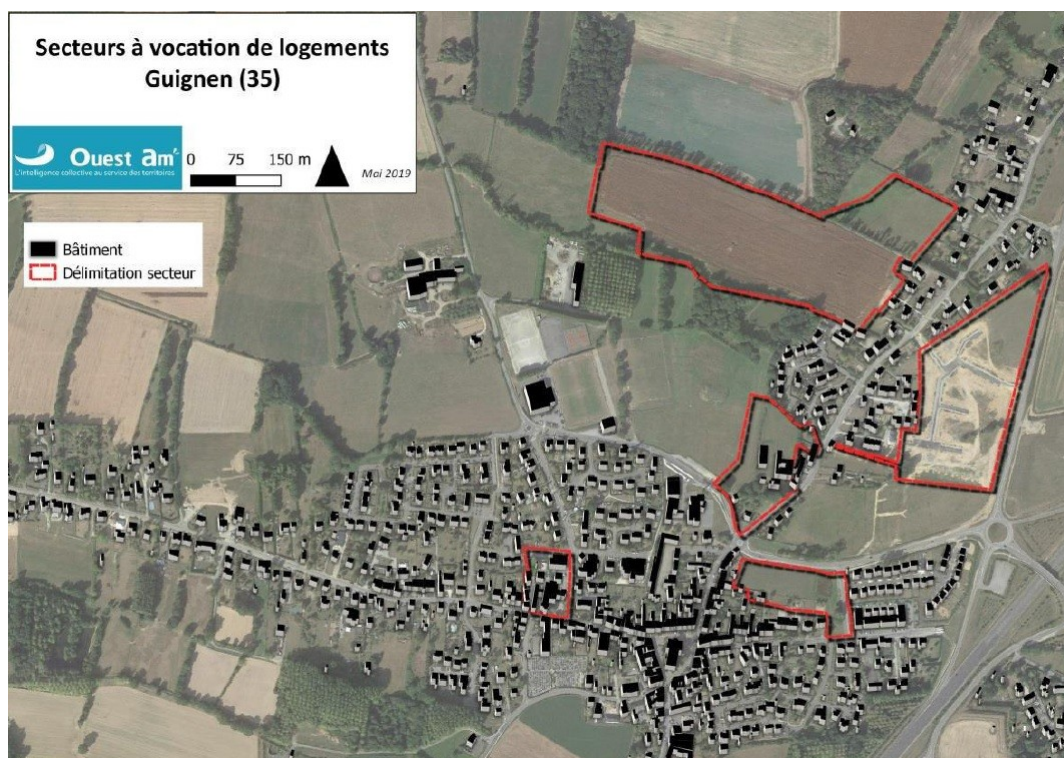 Secteurs à vocation de logements
Guignen (35)
Ouest am'
L'intelligence collective au service des territoires
0 75 150 m
Mai 2019
Bâtiment
Délimitation secteur